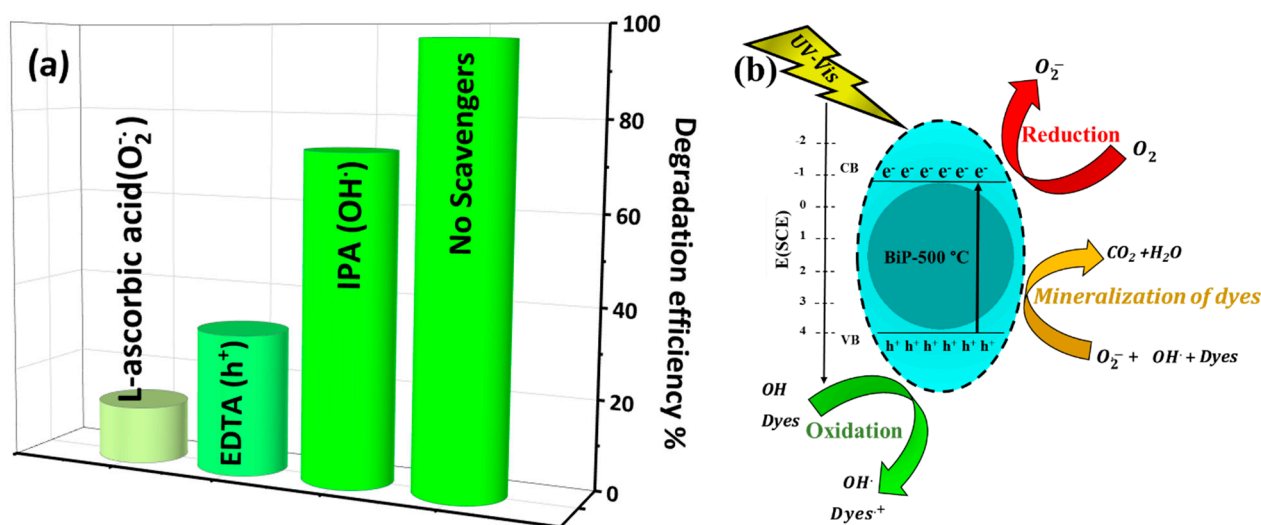 (a)
L-ascorbic acid(O₂⁻·)
EDTA (h⁺)
IPA (OH·)
No Scavengers
100
80
60
40
20
0
Degradation efficiency %
(b)
UV-Vis
E(SCE)
-2
-1
0
1
2
3
4
CB
e⁻ e⁻ e⁻ e⁻ e⁻ e⁻
BiP-500 °C
VB
h⁺ h⁺ h⁺ h⁺ h⁺ h⁺
O₂·⁻
Reduction
O₂
CO₂ +H₂O
Mineralization of dyes
O₂·⁻ + OH· + Dyes
OH
Dyes
Oxidation
OH·
Dyes·⁺